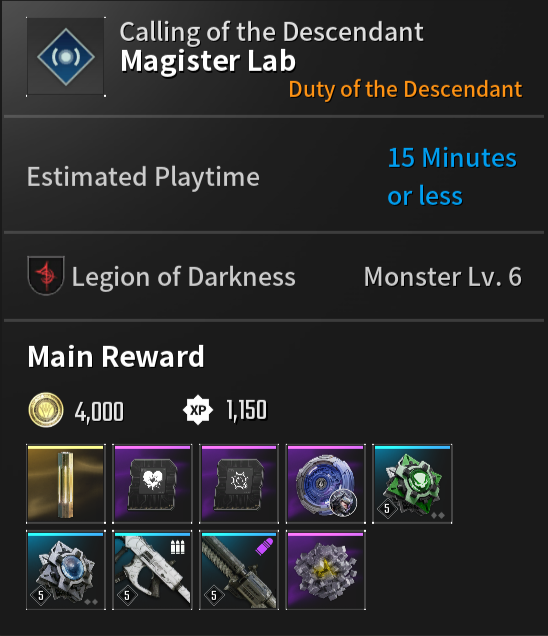 Calling of the Descendant
Magister Lab
Duty of the Descendant
Estimated Playtime
15 Minutes
or less
Legion of Darkness
Monster Lv. 6
Main Reward
4,000
XP
1,150
5
5
5
5